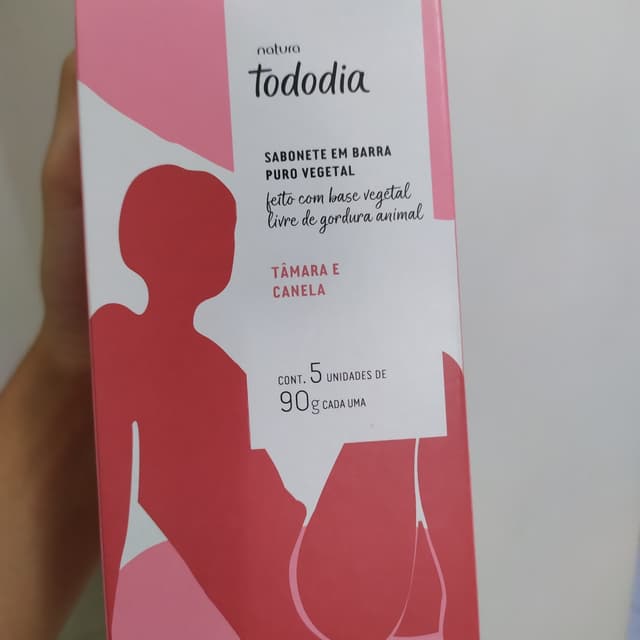 natura
tododia
SABONETE EM BARRA
PURO VEGETAL
feito com base vegetal
livre de gordura animal
TÂMARA E
CANELA
CONT. 5 UNIDADES DE
90g CADA UMA